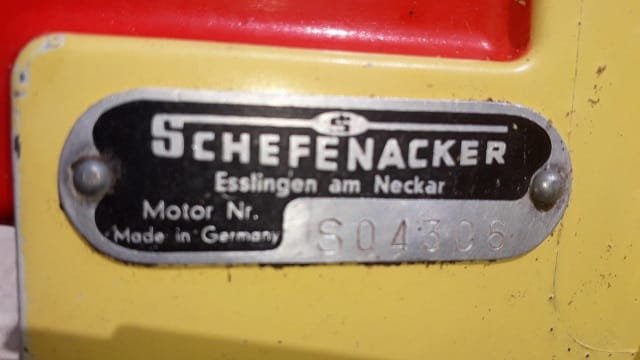 S
SCHEFENACKER
Esslingen am Neckar
Motor Nr.
Made in Germany S04306